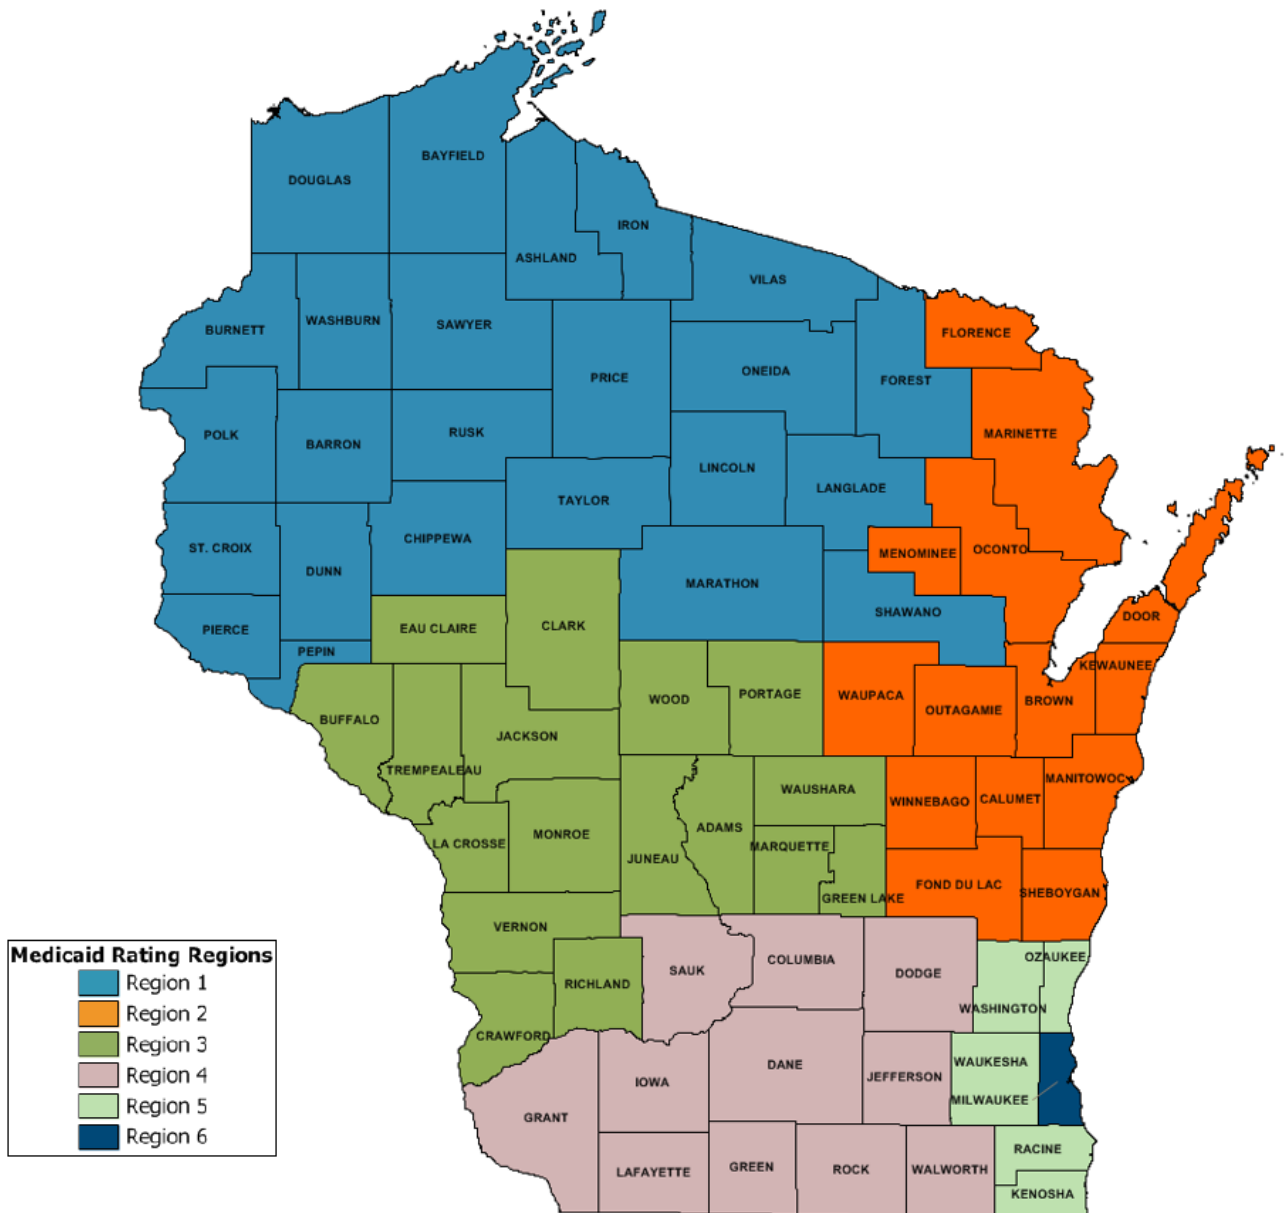 BAYFIELD
DOUGLAS
IRON
ASHLAND
VILAS
BURNETT
WASHBURN
SAWYER
FLORENCE
PRICE
ONEIDA
FOREST
POLK
BARRON
RUSK
MARINETTE
LINCOLN
LANGLADE
TAYLOR
ST. CROIX
CHIPPEWA
DUNN
MENOMINEE
OCONTO
MARATHON
SHAWANO
PIERCE
EAU CLAIRE
CLARK
DOOR
PEPIN
KEWAUNEE
WOOD
PORTAGE
WAUPACA
OUTAGAMIE
BROWN
BUFFALO
JACKSON
TREMPEALEAU
MANITOWOC
WAUSHARA
WINNEBAGO
CALUMET
LA CROSSE
MONROE
ADAMS
MARQUETTE
JUNEAU
FOND DU LAC
SHEBOYGAN
GREEN LAKE
VERNON
RICHLAND
SAUK
COLUMBIA
DODGE
OZAUKEE
WASHINGTON
CRAWFORD
IOWA
DANE
JEFFERSON
WAUKESHA
MILWAUKEE
GRANT
LAFAYETTE
GREEN
ROCK
WALWORTH
RACINE
KENOSHA
Medicaid Rating Regions
Region 1
Region 2
Region 3
Region 4
Region 5
Region 6